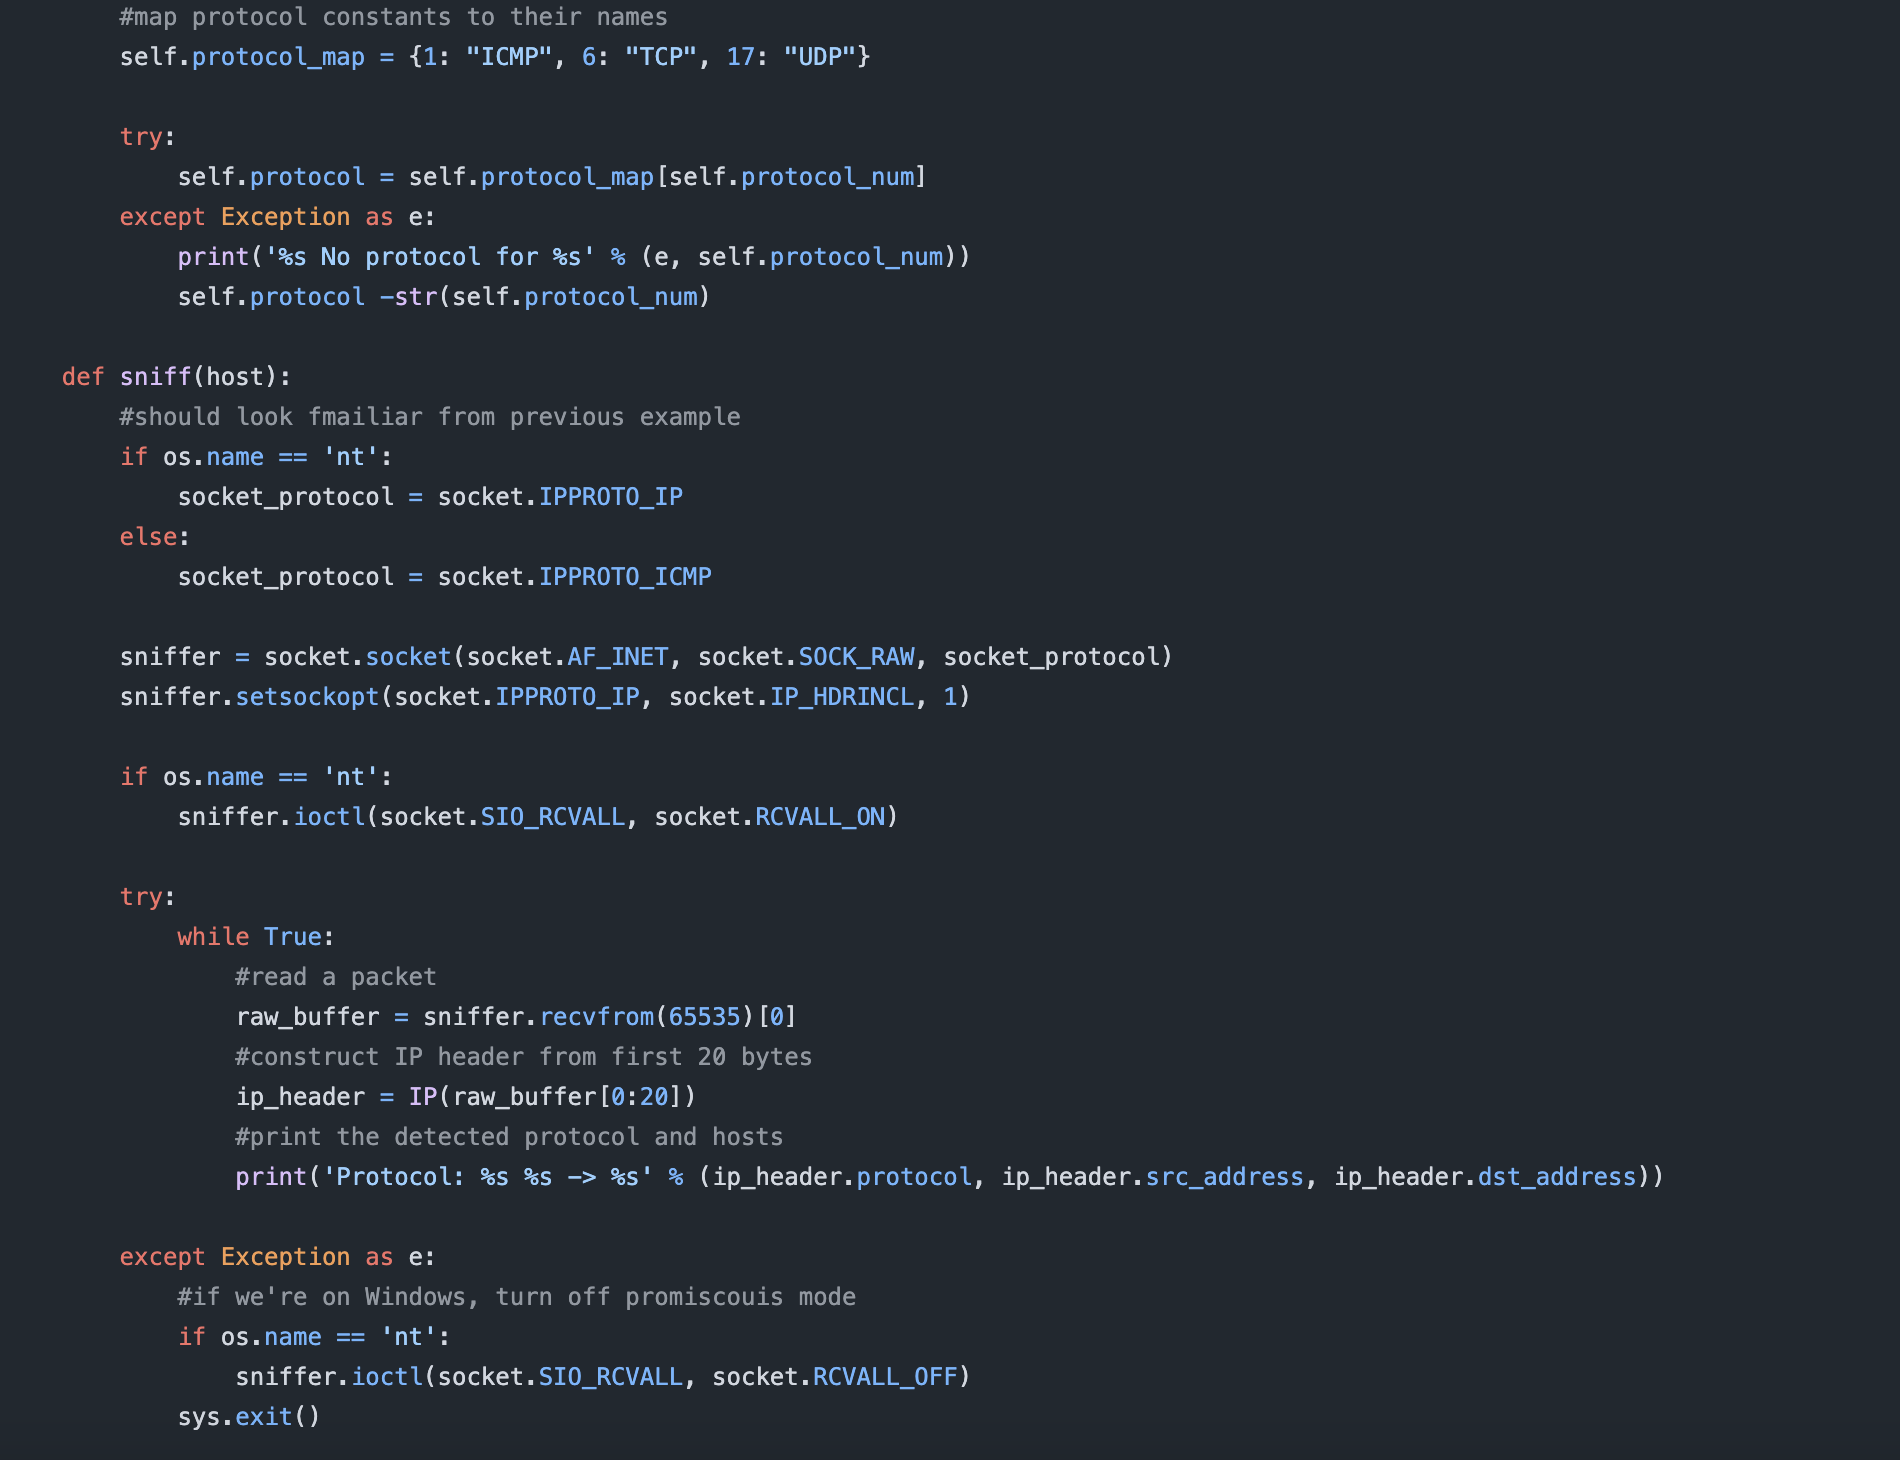 #map protocol constants to their names
self.protocol_map = {1: "ICMP", 6: "TCP", 17: "UDP"}
try:
self.protocol = self.protocol_map[self.protocol_num]
except Exception as e:
print('%s No protocol for %s' % (e, self.protocol_num))
self.protocol -str(self.protocol_num)
def sniff(host):
#should look fmailiar from previous example
if os.name == 'nt':
socket_protocol = socket.IPPROTO_IP
else:
socket_protocol = socket.IPPROTO_ICMP
sniffer = socket.socket(socket.AF_INET, socket.SOCK_RAW, socket_protocol)
sniffer.setsockopt(socket.IPPROTO_IP, socket.IP_HDRINCL, 1)
if os.name == 'nt':
sniffer.ioctl(socket.SIO_RCVALL, socket.RCVALL_ON)
try:
while True:
#read a packet
raw_buffer = sniffer.recvfrom(65535)[0]
#construct IP header from first 20 bytes
ip_header = IP(raw_buffer[0:20])
#print the detected protocol and hosts
print('Protocol: %s %s -> %s' % (ip_header.protocol, ip_header.src_address, ip_header.dst_address))
except Exception as e:
#if we're on Windows, turn off promiscouis mode
if os.name == 'nt':
sniffer.ioctl(socket.SIO_RCVALL, socket.RCVALL_OFF)
sys.exit()